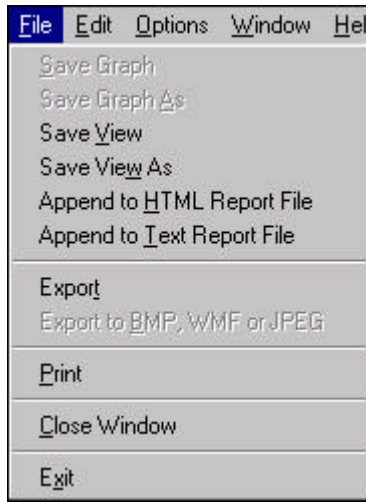 File Edit Options Window Hel
Save Graph
Save Graph As
Save View
Save View As
Append to HTML Report File
Append to Text Report File
Export
Export to BMP, WMF or JPEG
Print
Close Window
Exit